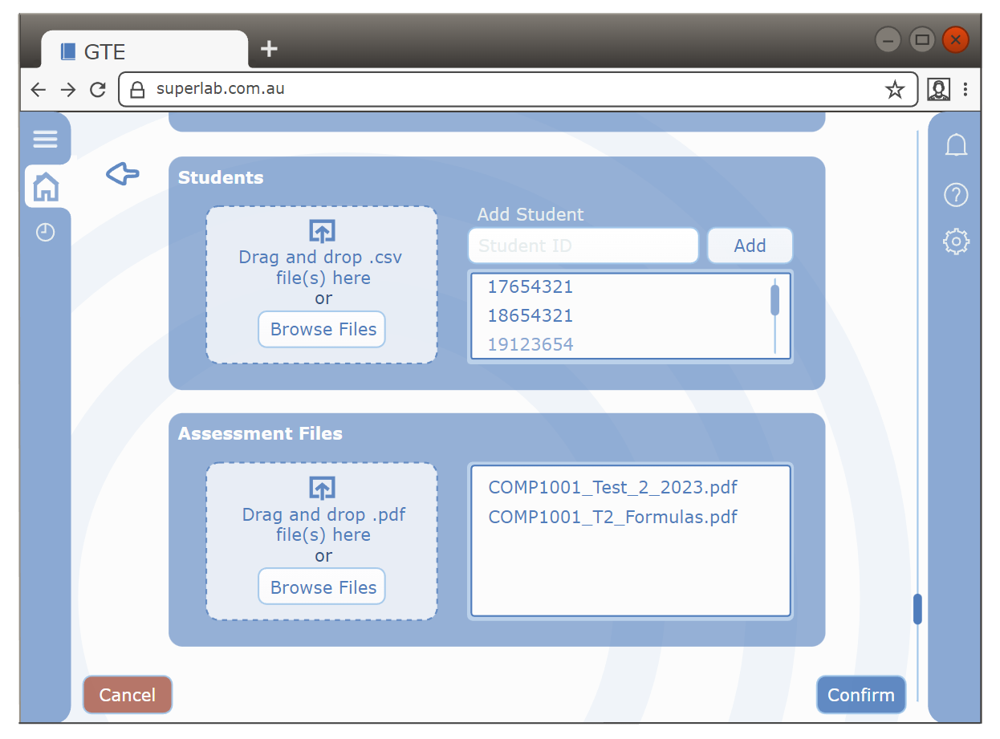 GTE
superlab.com.au
Students
Drag and drop .csv
file(s) here
or
Browse Files
Add Student
Student ID
Add
17654321
18654321
19123654
Assessment Files
Drag and drop .pdf
file(s) here
or
Browse Files
COMP1001_Test_2_2023.pdf
COMP1001_T2_Formulas.pdf
Cancel
Confirm